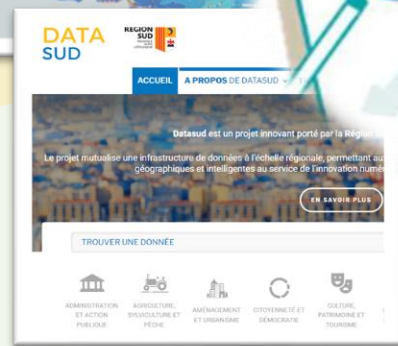 DATA
SUD
REGION
SUD
ACCUEIL
A PROPOS DE DATASUD
Datasud est un projet innovant porté par la Région
Le projet mutualise une infrastructure de données à l'échelle régionale, permettant au
géographiques et intelligentes au service de l'innovation numé
EN SAVOIR PLUS
TROUVER UNE DONNÉE
ADMINISTRATION
ET ACTION
PUBLIQUE
AGRICULTURE,
SYLVICULTURE ET
PÊCHE
AMÉNAGEMENT
ET URBANISME
CITOYENNETÉ ET
DÉMOCRATIE
CULTURE,
PATRIMOINE ET
TOURISME